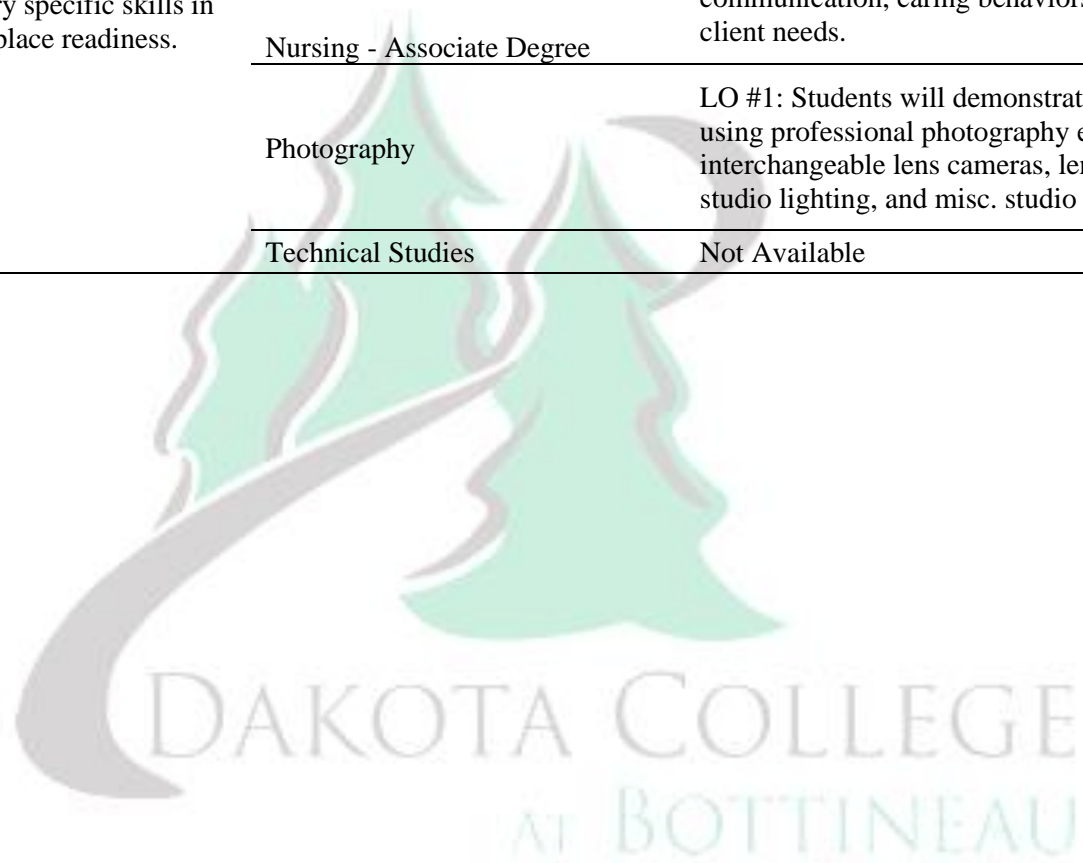 ry specific skills in
place readiness.
Nursing - Associate Degree
communication, caring behaviors
client needs.
Photography
LO #1: Students will demonstrat
using professional photography e
interchangeable lens cameras, len
studio lighting, and misc. studio
Technical Studies
Not Available
DAKOTA COLLEGE
AT BOTTINEAU